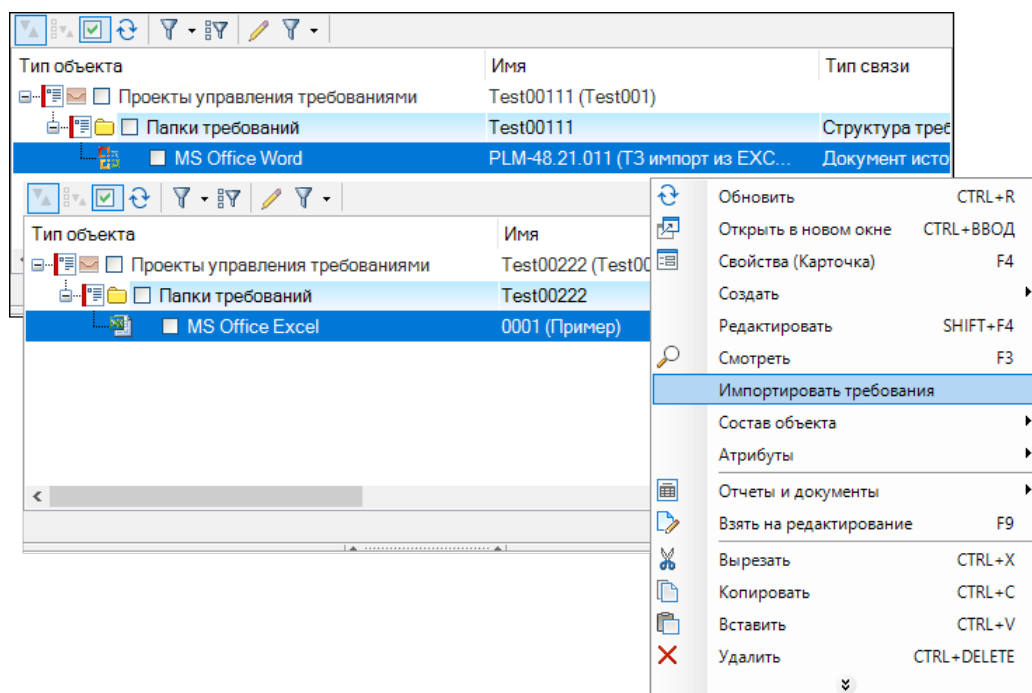 Тип объекта Имя Тип связи
Проекты управления требованиями Test00111 (Test001)
Папки требований Test00111 Структура треб
MS Office Word PLM-48.21.011 (ТЗ импорт из EXC... Документ исто
Тип объекта Имя
Проекты управления требованиями Test00222 (Test00
Папки требований Test00222
MS Office Excel 0001 (Пример)
Обновить CTRL+R
Открыть в новом окне CTRL+ВВОД
Свойства (Карточка) F4
Создать
Редактировать SHIFT+F4
Смотреть F3
Импортировать требования
Состав объекта
Атрибуты
Отчеты и документы
Взять на редактирование F9
Вырезать CTRL+X
Копировать CTRL+C
Вставить CTRL+V
Удалить CTRL+DELETE